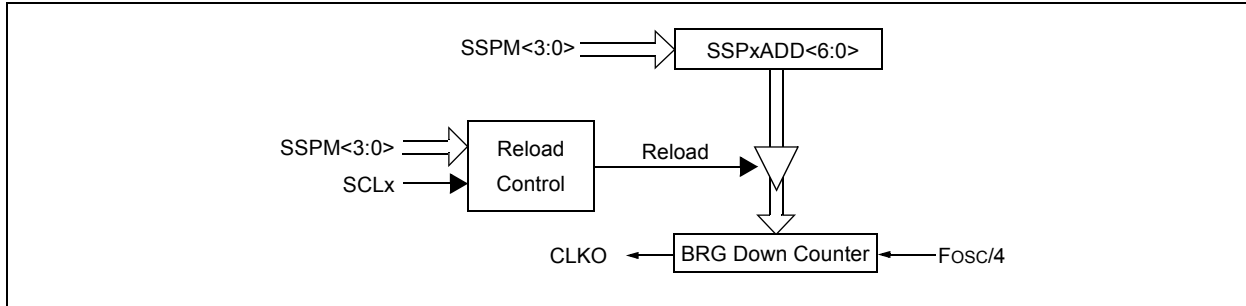 SSPM<3:0>
SSPxADD<6:0>
SSPM<3:0>
SCLx
Reload
Control
Reload
CLKO
BRG Down Counter
FOSC/4